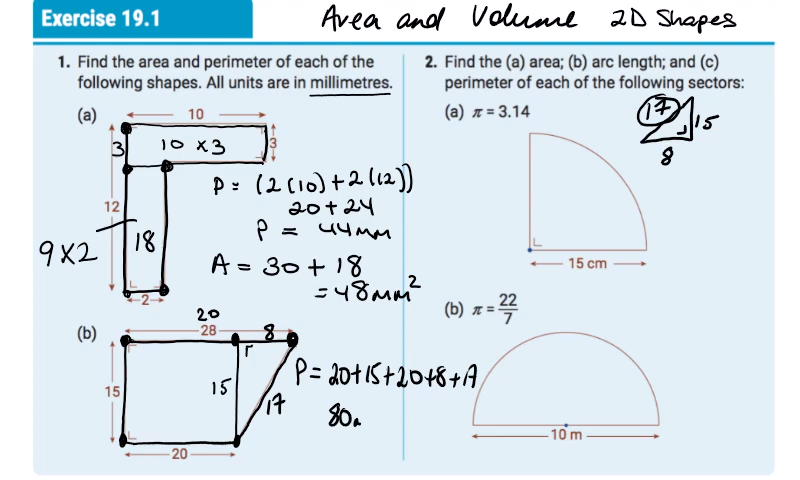 Exercise 19.1
Area and Volume 2D Shapes
1. Find the area and perimeter of each of the
following shapes. All units are in millimetres.
(a)
10
3
10 x3
3
12
9x2
18
2
P = (2(10)+2(12))
20+24
P = 44mm
A = 30 + 18
=48mm²
(b)
20
28
8
15
15
17
20
P= 20+15+20+8+17
80
2. Find the (a) area; (b) arc length; and (c)
perimeter of each of the following sectors:
(a) π = 3.14
17
15
8
15 cm
(b) π = 22/7
10 m